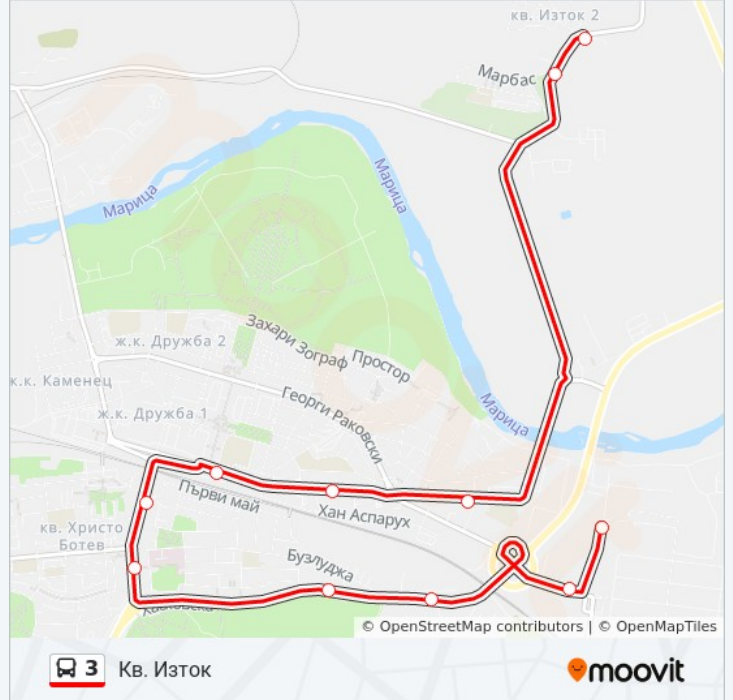 кв. Изток 2
Марбас
Марица
Марица
Захари Зограф
Простор
ж.к. Дружба 2
ж.к. Каменец
Георги Раковски
Марица
ж.к. Дружба 1
Първи май
Хан Аспарух
кв. Христо
Ботев
Бузлуджа
© OpenStreetMap contributors | © OpenMapTiles
3 Кв. Изток
moovit